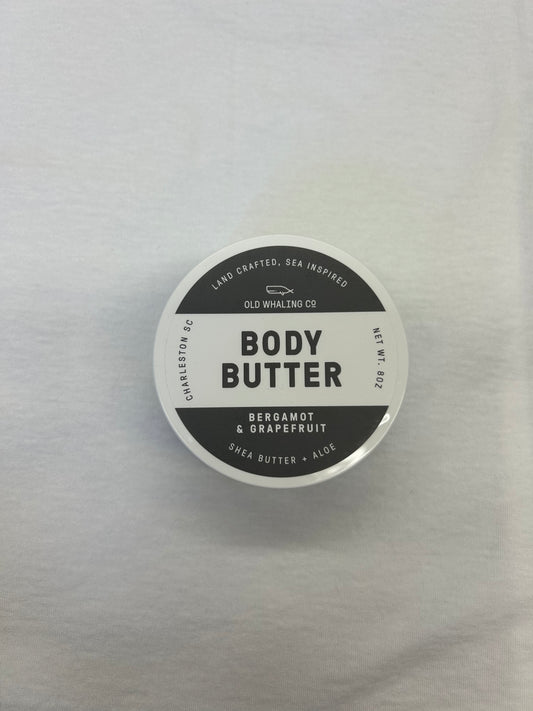 LAND CRAFTED, SEA INSPIRED
OLD WHALING CO
CHARLESTON SC
BODY
BUTTER
NET WT. 8OZ
BERGAMOT
& GRAPEFRUIT
SHEA BUTTER + ALOE